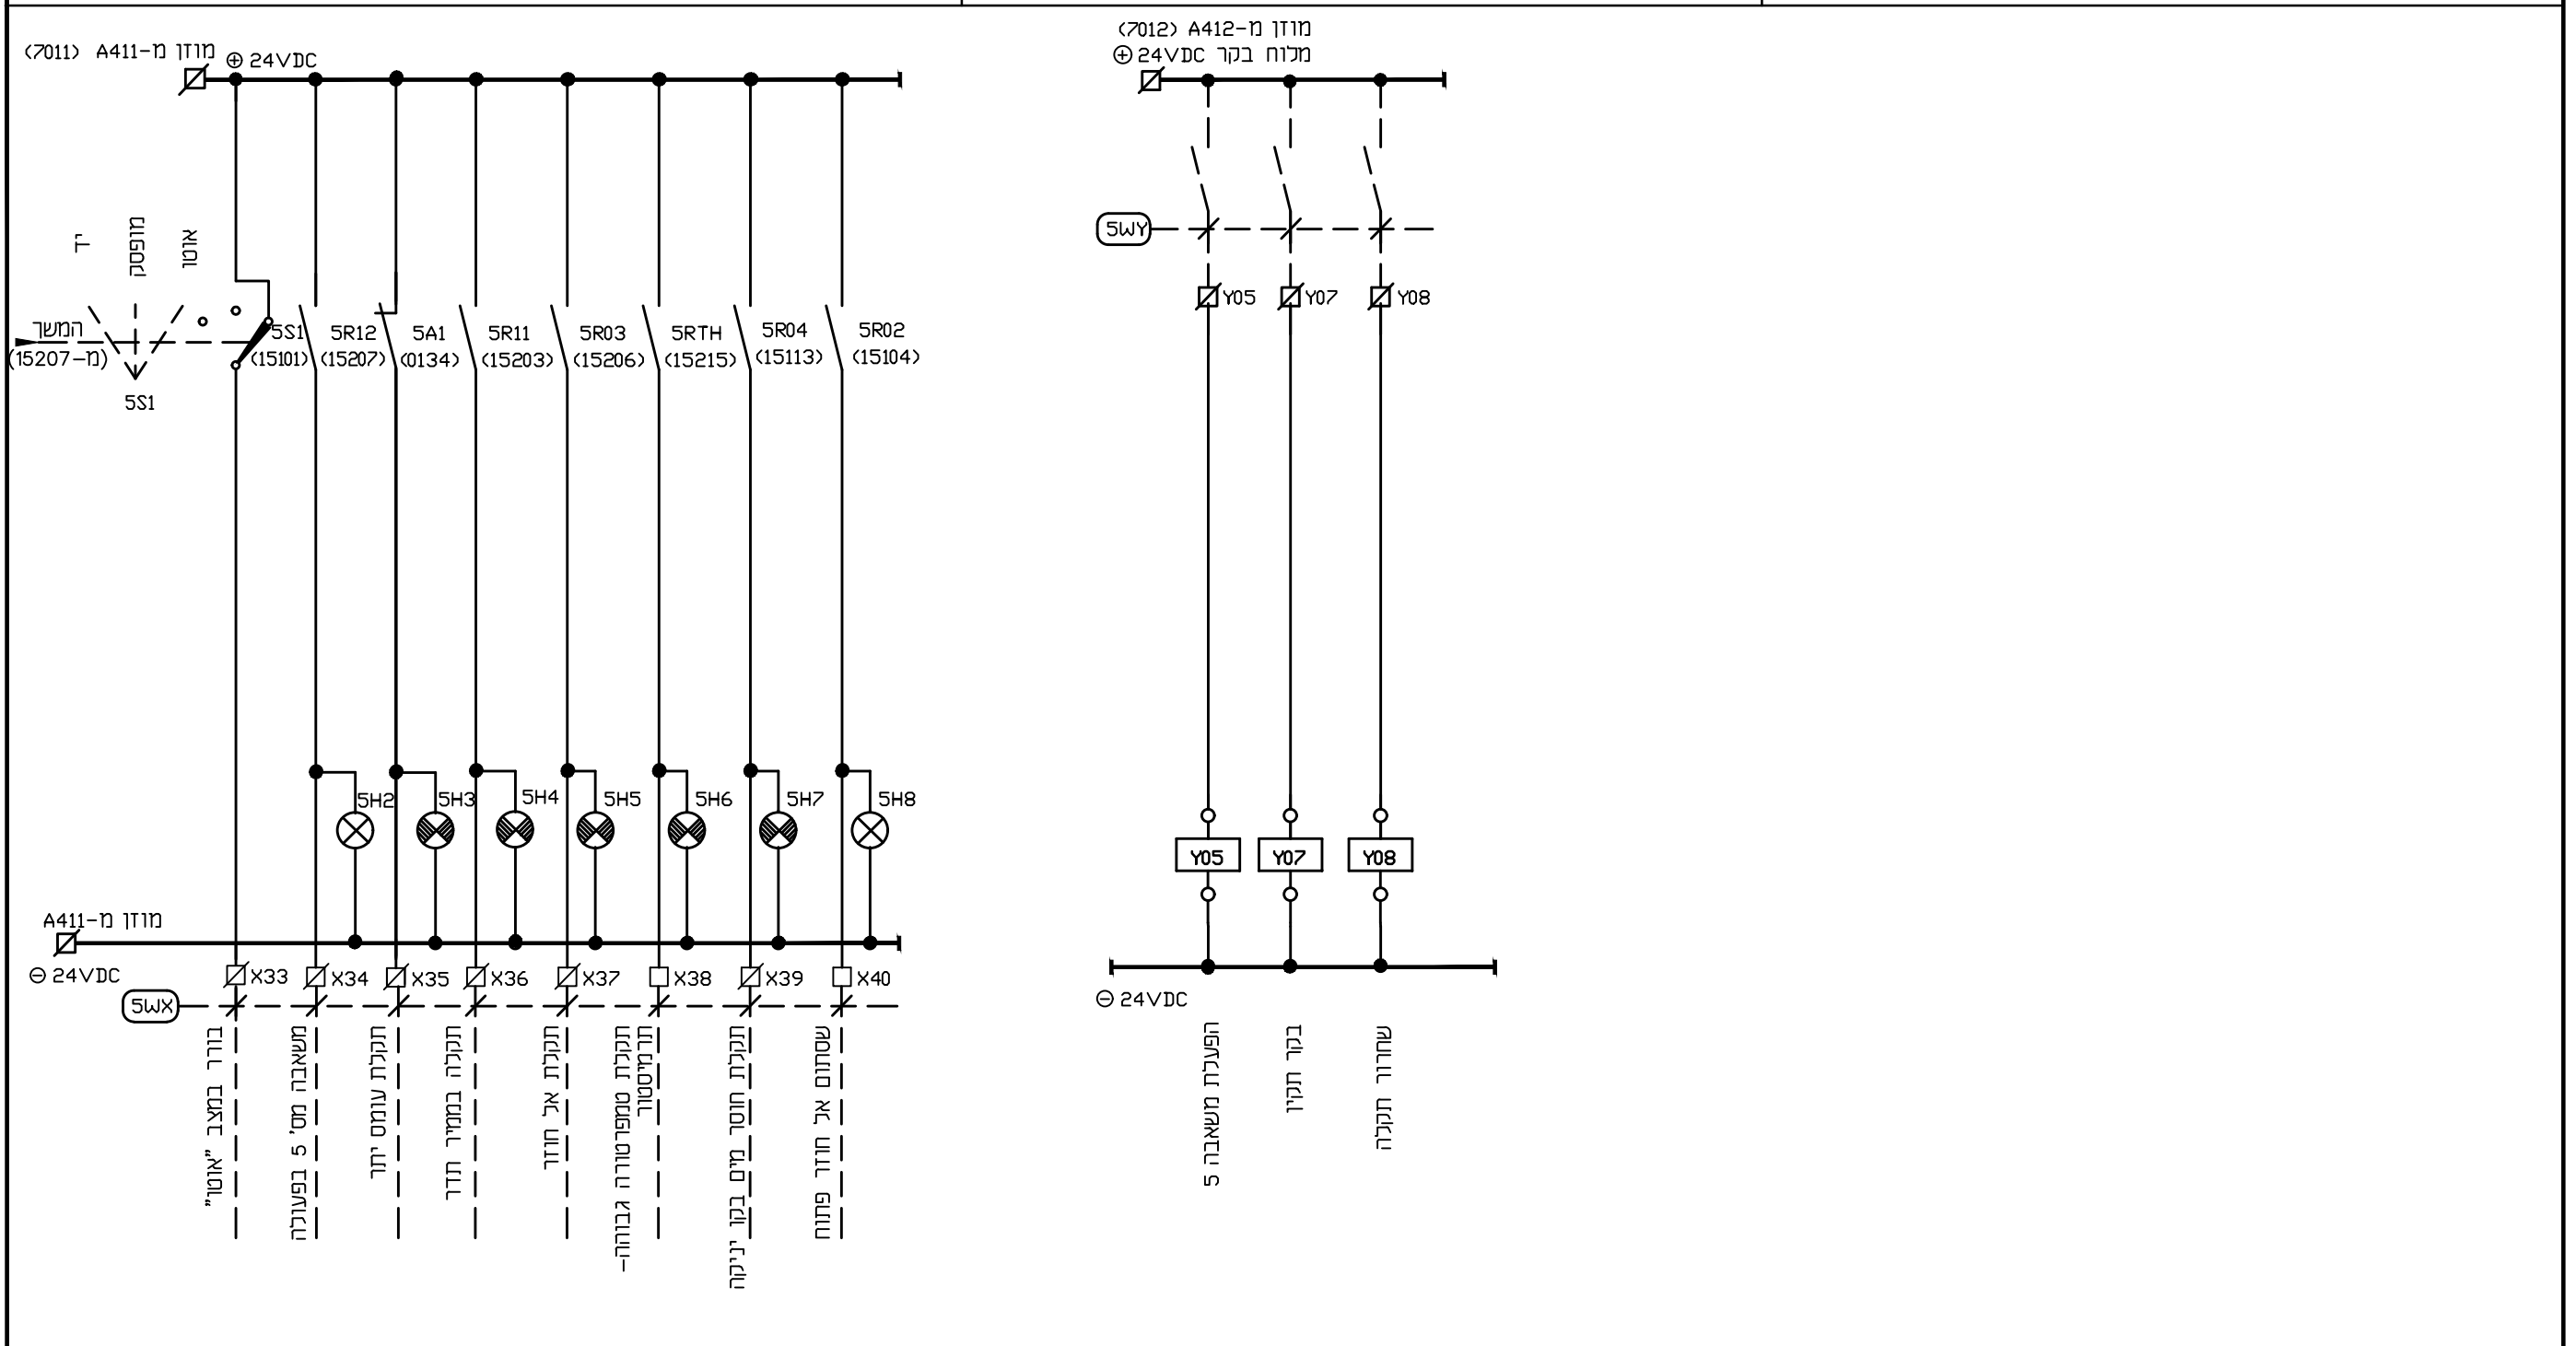 (7011) מוזן מ-A411
⊕ 24VDC
(7012) מוזן מ-A412
⊕ 24VDC מלוח בקר
יד
מופסק
אוטו
המשך
(מ-15207)
5S1
5S1
(15101)
5R12
(15207)
5A1
(0134)
5R11
(15203)
5R03
(15206)
5RTH
(15215)
5R04
(15113)
5R02
(15104)
5WY
Y05
Y07
Y08
5H2
5H3
5H4
5H5
5H6
5H7
5H8
Y05
Y07
Y08
מוזן מ-A411
⊖ 24VDC
X33
X34
X35
X36
X37
X38
X39
X40
5WX
⊖ 24VDC
בורר במצב "אוטו"
משאבה מס' 5 בפעולה
תקלת עומס יתר
תקלה בממיר תדר
תקלת אל חוזר
תקלת טמפרטורה גבוהה-
תרמיסטור
תקלת חוסר מים בקו יניקה
שסתום אל חוזר פתוח
הפעלת משאבה 5
בקר תקין
שחרור תקלה